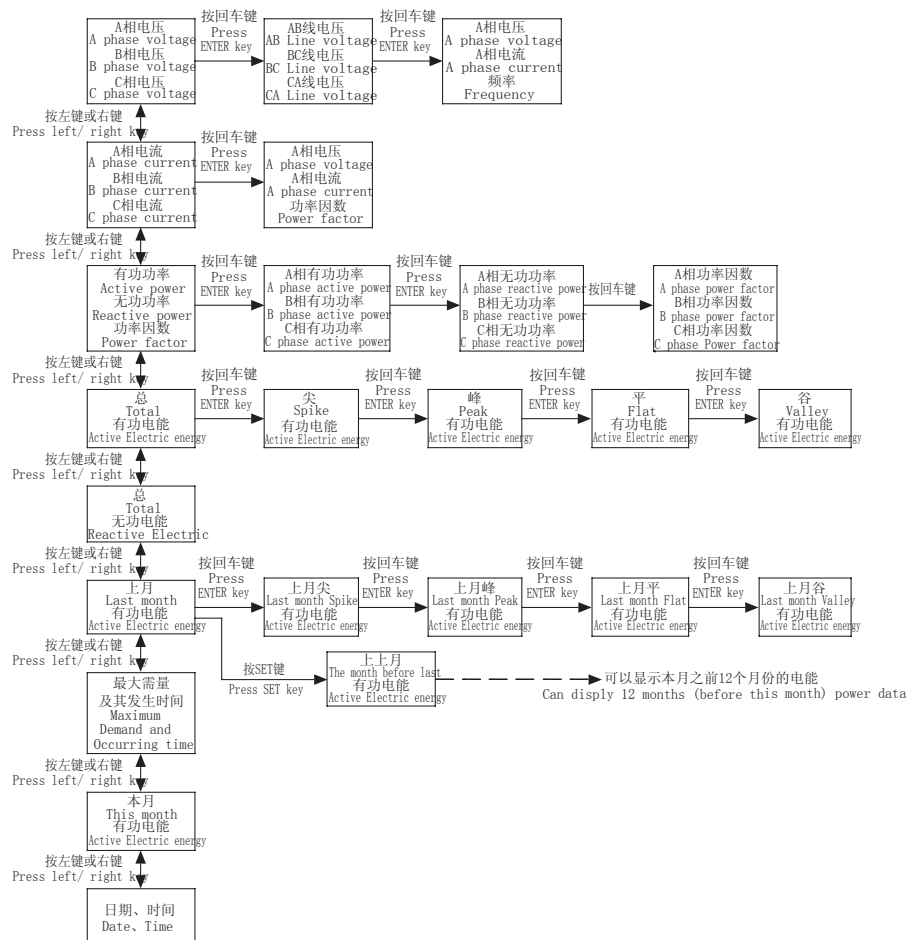 A相电压
A phase voltage
B相电压
B phase voltage
C相电压
C phase voltage
按回车键
Press
ENTER key
AB线电压
AB Line voltage
BC线电压
BC Line voltage
CA线电压
CA Line voltage
按回车键
Press
ENTER key
A相电压
A phase voltage
A相电流
A phase current
频率
Frequency
按左键或右键
Press left/ right key
A相电流
A phase current
B相电流
B phase current
C相电流
C phase current
按回车键
Press
ENTER key
A相电压
A phase voltage
A相电流
A phase current
功率因数
Power factor
按左键或右键
Press left/ right key
有功功率
Active power
无功功率
Reactive power
功率因数
Power factor
按回车键
Press
ENTER key
A相有功功率
A phase active power
B相有功功率
B phase active power
C相有功功率
C phase active power
按回车键
Press
ENTER key
A相无功功率
A phase reactive power
B相无功功率
B phase reactive power
C相无功功率
C phase reactive power
按回车键
A相功率因数
A phase power factor
B相功率因数
B phase power factor
C相功率因数
C phase Power factor
按左键或右键
Press left/ right key
总
Total
有功电能
Active Electric energy
按回车键
Press
ENTER key
尖
Spike
有功电能
Active Electric energy
按回车键
Press
ENTER key
峰
Peak
有功电能
Active Electric energy
按回车键
Press
ENTER key
平
Flat
有功电能
Active Electric energy
按回车键
Press
ENTER key
谷
Valley
有功电能
Active Electric energy
按左键或右键
Press left/ right key
总
Total
无功电能
Reactive Electric
按左键或右键
Press left/ right key
上月
Last month
有功电能
Active Electric energy
按回车键
Press
ENTER key
上月尖
Last month Spike
有功电能
Active Electric energy
按回车键
Press
ENTER key
上月峰
Last month Peak
有功电能
Active Electric energy
按回车键
Press
ENTER key
上月平
Last month Flat
有功电能
Active Electric energy
按回车键
Press
ENTER key
上月谷
Last month Valley
有功电能
Active Electric energy
按SET键
Press SET key
上上月
The month before last
有功电能
Active Electric energy
可以显示本月之前12个月份的电能
Can disply 12 months (before this month) power data
按左键或右键
Press left/ right key
最大需量
及其发生时间
Maximum
Demand and
Occurring time
按左键或右键
Press left/ right key
本月
This month
有功电能
Active Electric energy
按左键或右键
Press left/ right key
日期、时间
Date、Time